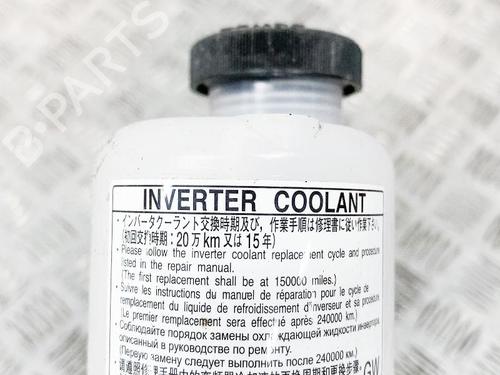 INVERTER COOLANT
・インバータクーラント交換時期及び，作業手順は修理書に従い作業下さい。
(初回交換時期：20万km又は15年)
・Please follow the inverter coolant replacement cycle and procedure
listed in the repair manual.
(The first replacement shall be at 150000 miles.)
・Suivre les instructions du manuel de réparation pour le cycle de
remplacement du liquide de refroidissement d'inverseur et sa procédure.
(Le premier remplacement sera effectué après 240000 km.)
・Соблюдайте порядок замены охлаждающей жидкости инвертора,
описанный в руководстве по ремонту.
(Первую замену следует выполнить после 240000 км.)
GW
B-PARTS